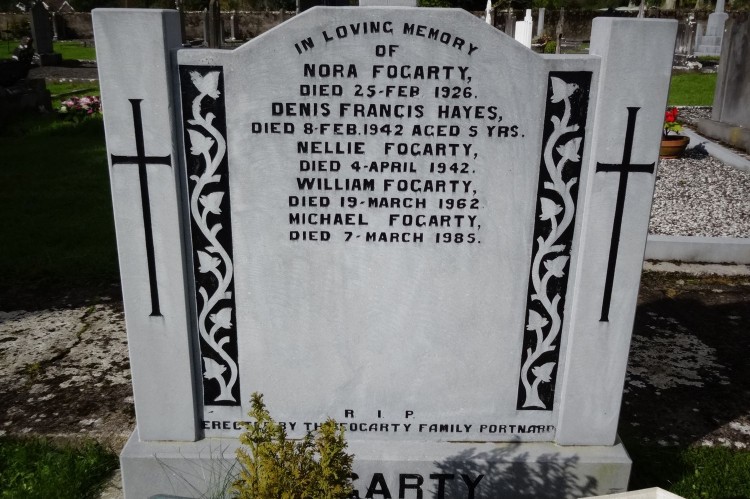 IN LOVING MEMORY
OF
NORA FOGARTY,
DIED 25-FEB 1926.
DENIS FRANCIS HAYES,
DIED 8-FEB.1942 AGED 5 YRS.
NELLIE FOGARTY,
DIED 4-APRIL 1942.
WILLIAM FOGARTY,
DIED 19-MARCH 1962
MICHAEL FOGARTY,
DIED 7-MARCH 1985.
R I P
ERECTED BY THE FOGARTY FAMILY PORTNARD
FOGARTY